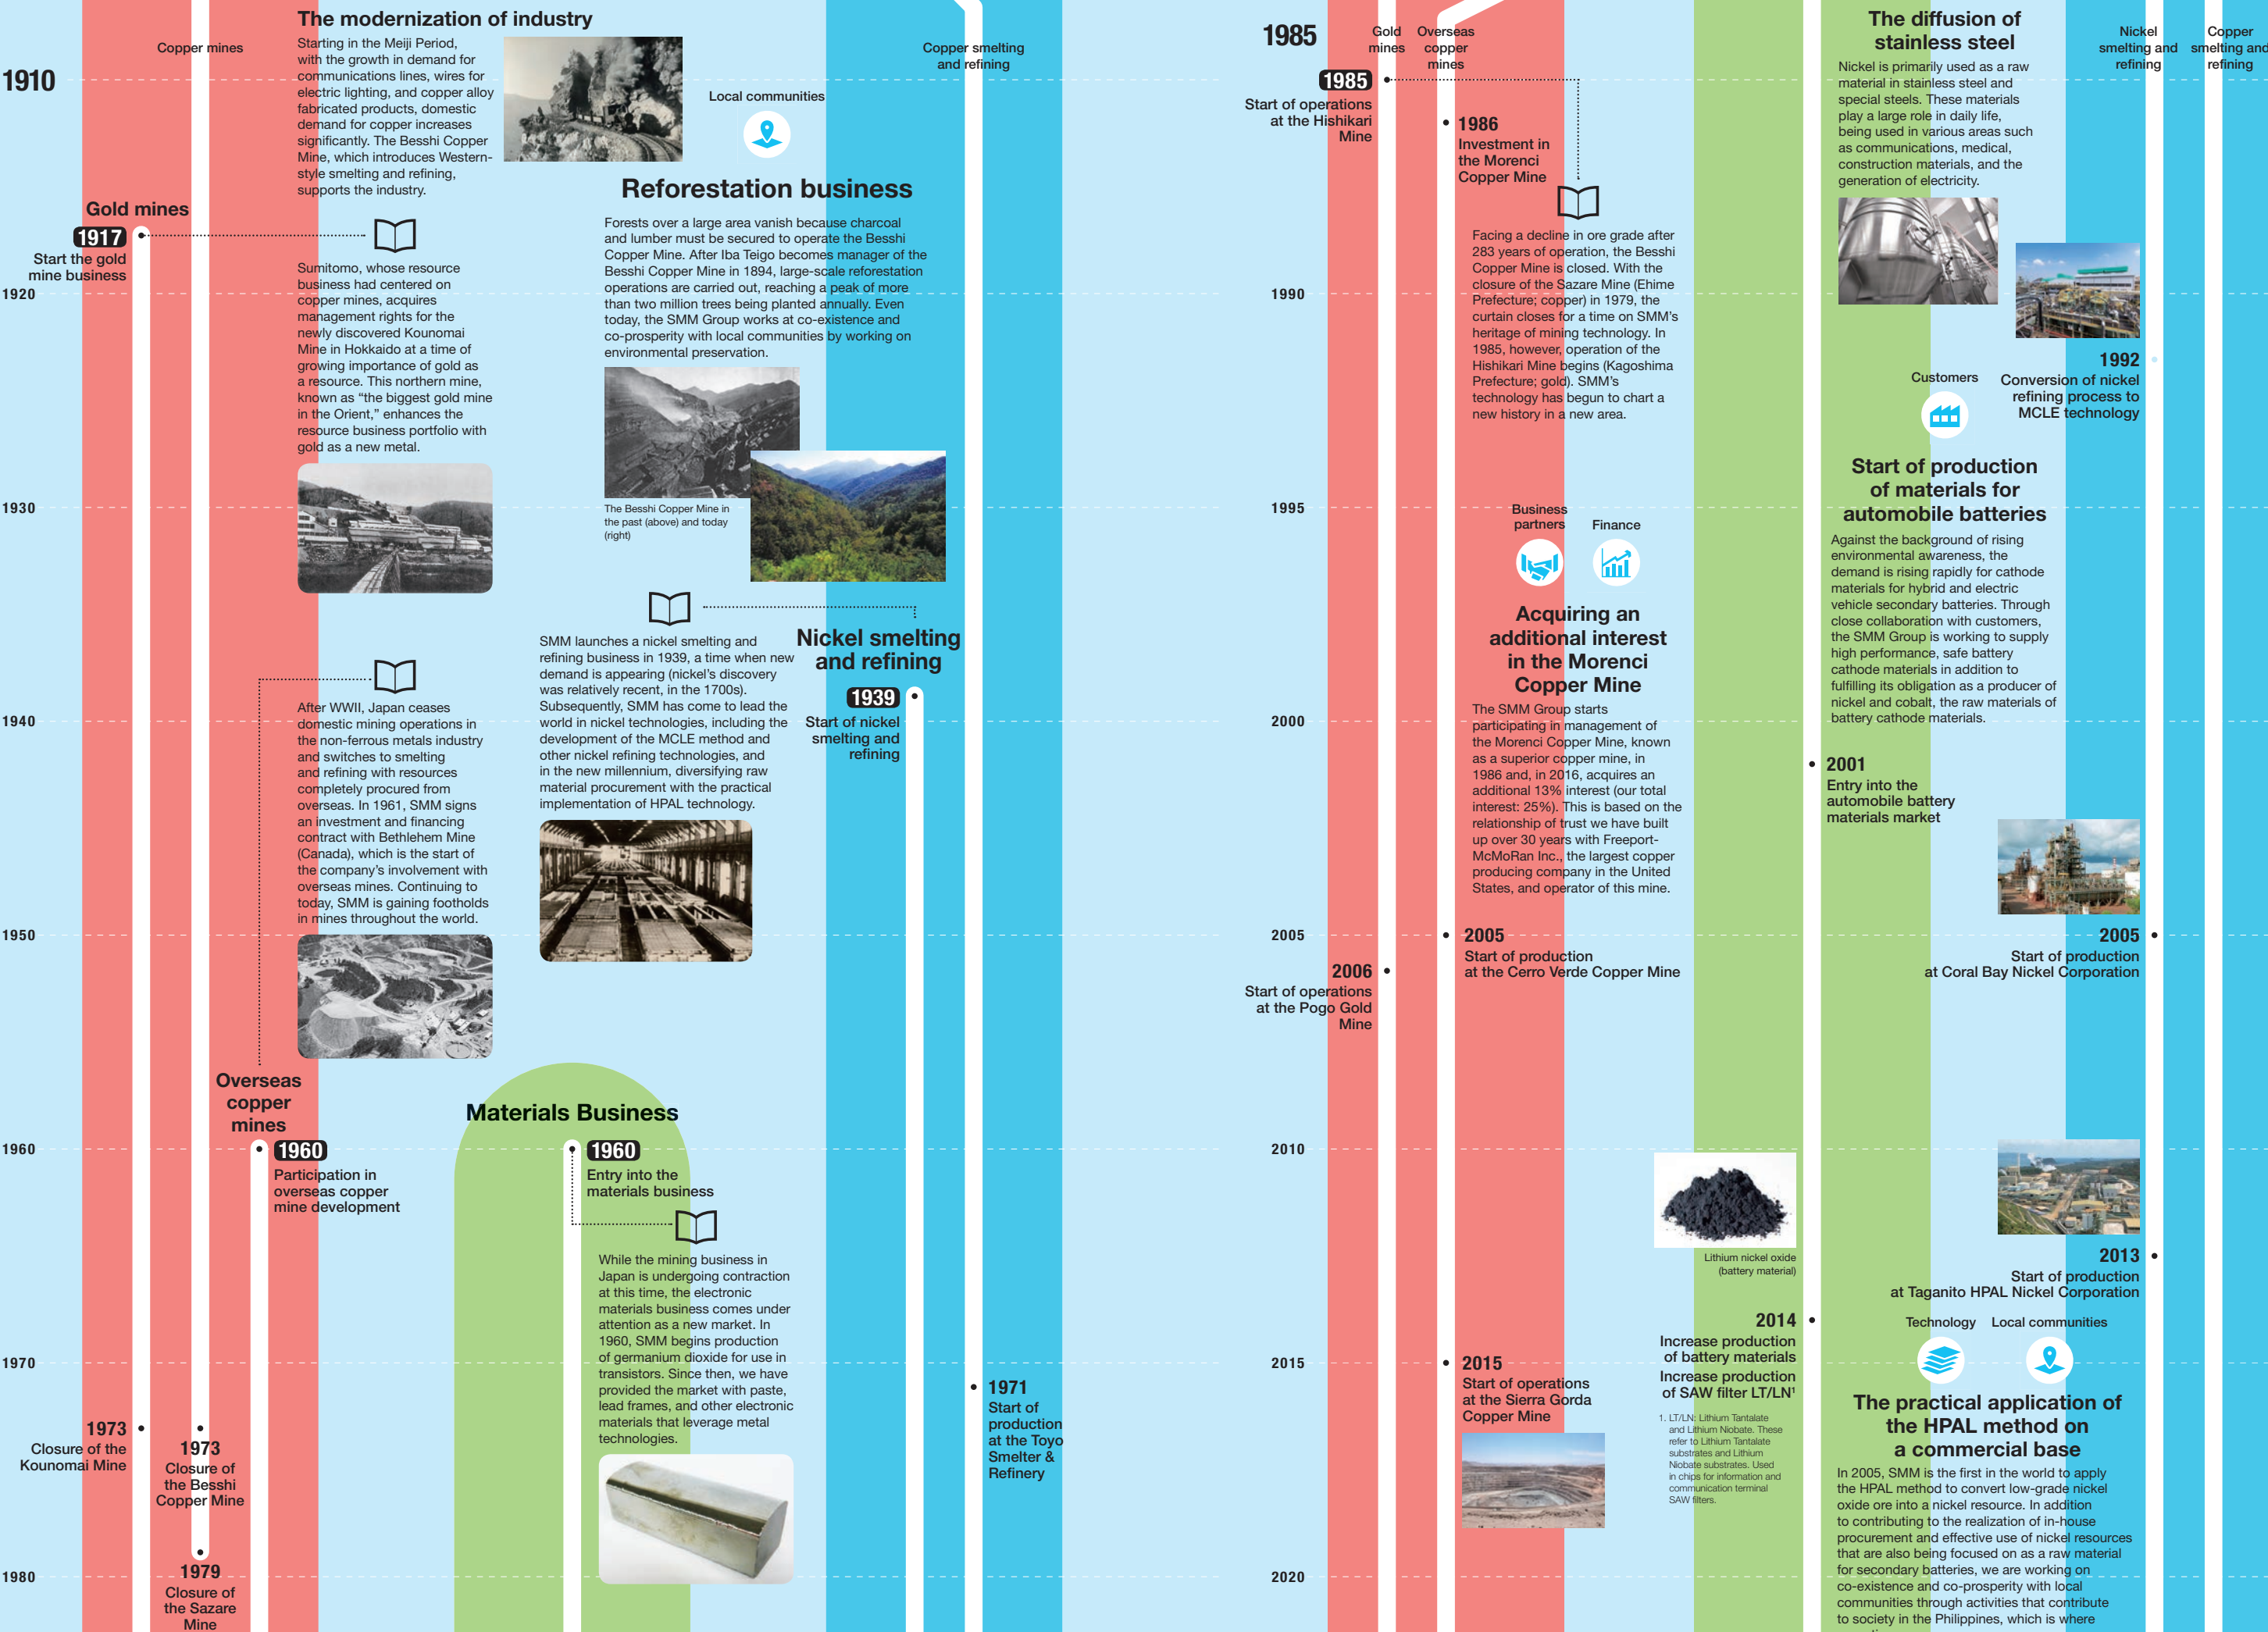 The modernization of industry
Starting in the Meiji Period,
with the growth in demand for
communications lines, wires for
electric lighting, and copper alloy
fabricated products, domestic
demand for copper increases
significantly. The Besshi Copper
Mine, which introduces Western-
style smelting and refining,
supports the industry.
Copper mines
Copper smelting
and refining
1910
Local communities
Gold mines
1917
Start the gold
mine business
Sumitomo, whose resource
business had centered on
copper mines, acquires
management rights for the
newly discovered Kounomai
Mine in Hokkaido at a time of
growing importance of gold as
a resource. This northern mine,
known as “the biggest gold mine
in the Orient,” enhances the
resource business portfolio with
gold as a new metal.
Reforestation business
Forests over a large area vanish because charcoal
and lumber must be secured to operate the Besshi
Copper Mine. After Iba Teigo becomes manager of the
Besshi Copper Mine in 1894, large-scale reforestation
operations are carried out, reaching a peak of more
than two million trees being planted annually. Even
today, the SMM Group works at co-existence and
co-prosperity with local communities by working on
environmental preservation.
The Besshi Copper Mine in
the past (above) and today
(right)
1920
1930
SMM launches a nickel smelting and
refining business in 1939, a time when new
demand is appearing (nickel’s discovery
was relatively recent, in the 1700s).
Subsequently, SMM has come to lead the
world in nickel technologies, including the
development of the MCLE method and
other nickel refining technologies, and
in the new millennium, diversifying raw
material procurement with the practical
implementation of HPAL technology.
Nickel smelting
and refining
1939
Start of nickel
smelting and
refining
After WWII, Japan ceases
domestic mining operations in
the non-ferrous metals industry
and switches to smelting
and refining with resources
completely procured from
overseas. In 1961, SMM signs
an investment and financing
contract with Bethlehem Mine
(Canada), which is the start of
the company’s involvement with
overseas mines. Continuing to
today, SMM is gaining footholds
in mines throughout the world.
1940
1950
Overseas
copper
mines
1960
1960
Participation in
overseas copper
mine development
Materials Business
1960
Entry into the
materials business
While the mining business in
Japan is undergoing contraction
at this time, the electronic
materials business comes under
attention as a new market. In
1960, SMM begins production
of germanium dioxide for use in
transistors. Since then, we have
provided the market with paste,
lead frames, and other electronic
materials that leverage metal
technologies.
1970
1971
Start of
production
at the Toyo
Smelter &
Refinery
1973
Closure of the
Kounomai Mine
1973
Closure of
the Besshi
Copper Mine
1979
Closure of
the Sazare
Mine
1980
1985
Gold
mines
Overseas
copper
mines
1985
Start of operations
at the Hishikari
Mine
1986
Investment in
the Morenci
Copper Mine
Facing a decline in ore grade after
283 years of operation, the Besshi
Copper Mine is closed. With the
closure of the Sazare Mine (Ehime
Prefecture; copper) in 1979, the
curtain closes for a time on SMM’s
heritage of mining technology. In
1985, however, operation of the
Hishikari Mine begins (Kagoshima
Prefecture; gold). SMM’s
technology has begun to chart a
new history in a new area.
The diffusion of
stainless steel
Nickel is primarily used as a raw
material in stainless steel and
special steels. These materials
play a large role in daily life,
being used in various areas such
as communications, medical,
construction materials, and the
generation of electricity.
Nickel
smelting and
refining
Copper
smelting and
refining
1990
1992
Conversion of nickel
refining process to
MCLE technology
Customers
Start of production
of materials for
automobile batteries
Against the background of rising
environmental awareness, the
demand is rising rapidly for cathode
materials for hybrid and electric
vehicle secondary batteries. Through
close collaboration with customers,
the SMM Group is working to supply
high performance, safe battery
cathode materials in addition to
fulfilling its obligation as a producer of
nickel and cobalt, the raw materials of
battery cathode materials.
1995
Business
partners
Finance
Acquiring an
additional interest
in the Morenci
Copper Mine
The SMM Group starts
participating in management of
the Morenci Copper Mine, known
as a superior copper mine, in
1986 and, in 2016, acquires an
additional 13% interest (our total
interest: 25%). This is based on the
relationship of trust we have built
up over 30 years with Freeport-
McMoRan Inc., the largest copper
producing company in the United
States, and operator of this mine.
2000
2001
Entry into the
automobile battery
materials market
2005
2005
Start of production
at the Cerro Verde Copper Mine
2005
Start of production
at Coral Bay Nickel Corporation
2006
Start of operations
at the Pogo Gold
Mine
2010
Lithium nickel oxide
(battery material)
2013
Start of production
at Taganito HPAL Nickel Corporation
2014
Increase production
of battery materials
Increase production
of SAW filter LT/LN¹
1. LT/LN: Lithium Tantalate
and Lithium Niobate. These
refer to Lithium Tantalate
substrates and Lithium
Niobate substrates. Used
in chips for information and
communication terminal
SAW filters.
2015
2015
Start of operations
at the Sierra Gorda
Copper Mine
Technology
Local communities
The practical application of
the HPAL method on
a commercial base
In 2005, SMM is the first in the world to apply
the HPAL method to convert low-grade nickel
oxide ore into a nickel resource. In addition
to contributing to the realization of in-house
procurement and effective use of nickel resources
that are also being focused on as a raw material
for secondary batteries, we are working on
co-existence and co-prosperity with local
communities through activities that contribute
to society in the Philippines, which is where
2020